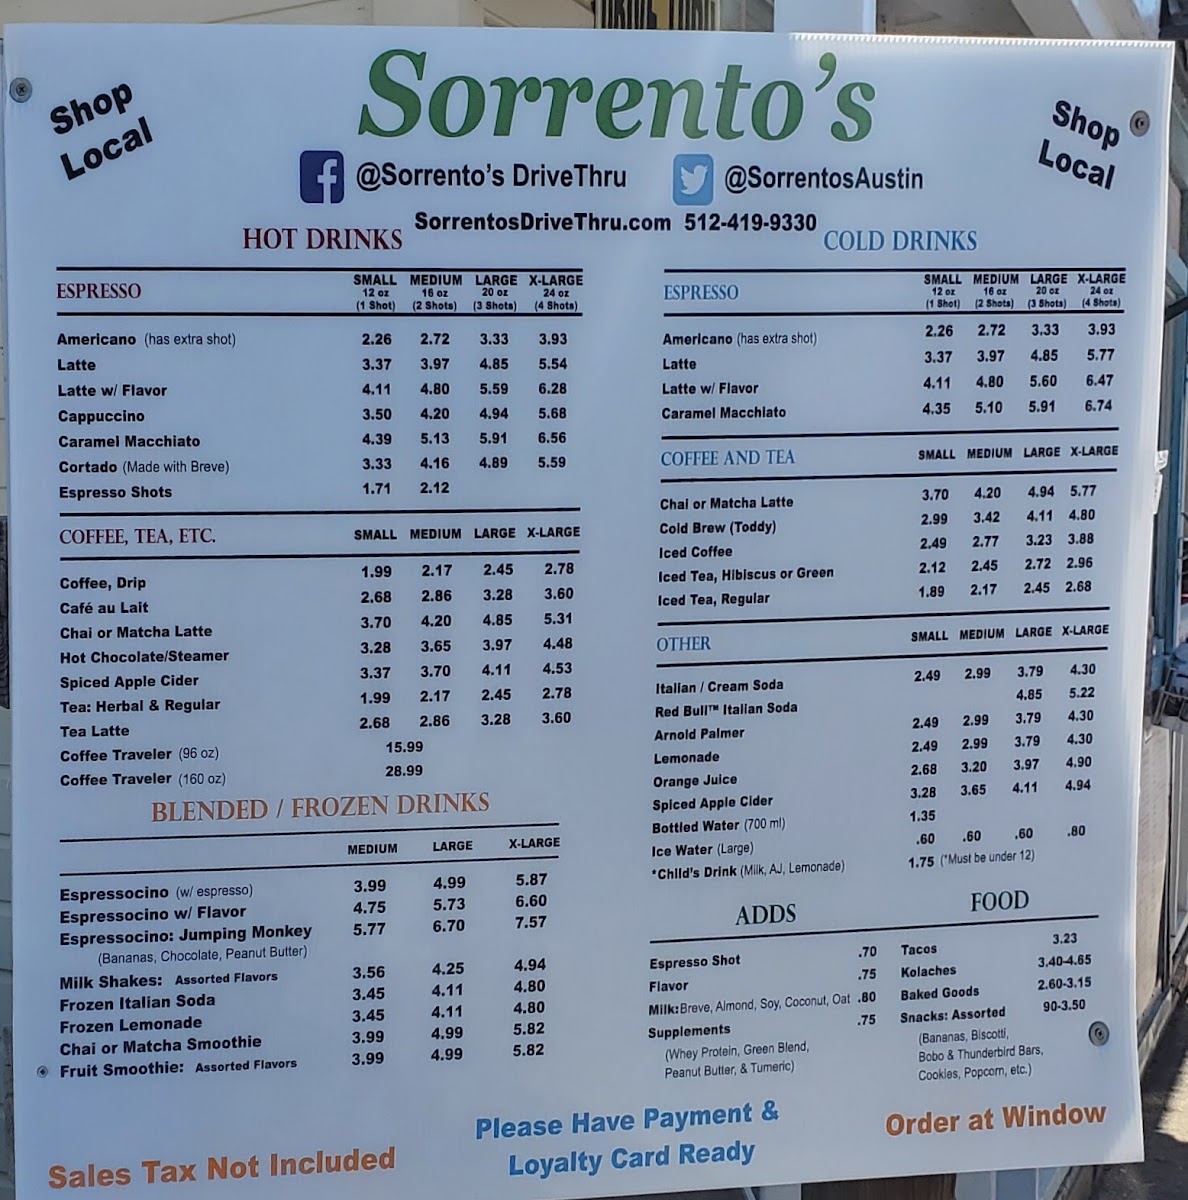 Shop Local
Sorrento's
Shop Local
@Sorrento's DriveThru
@SorrentosAustin
SorrentosDriveThru.com 512-419-9330
HOT DRINKS
ESPRESSO SMALL MEDIUM LARGE X-LARGE
12 oz 16 oz 20 oz 24 oz
(1 Shot) (2 Shots) (3 Shots) (4 Shots)
Americano (has extra shot) 2.26 2.72 3.33 3.93
Latte 3.37 3.97 4.85 5.54
Latte w/ Flavor 4.11 4.80 5.59 6.28
Cappuccino 3.50 4.20 4.94 5.68
Caramel Macchiato 4.39 5.13 5.91 6.56
Cortado (Made with Breve) 3.33 4.16 4.89 5.59
Espresso Shots 1.71 2.12
COFFEE, TEA, ETC. SMALL MEDIUM LARGE X-LARGE
Coffee, Drip 1.99 2.17 2.45 2.78
Café au Lait 2.68 2.86 3.28 3.60
Chai or Matcha Latte 3.70 4.20 4.85 5.31
Hot Chocolate/Steamer 3.28 3.65 3.97 4.48
Spiced Apple Cider 3.37 3.70 4.11 4.53
Tea: Herbal & Regular 1.99 2.17 2.45 2.78
Tea Latte 2.68 2.86 3.28 3.60
Coffee Traveler (96 oz) 15.99
Coffee Traveler (160 oz) 28.99
BLENDED / FROZEN DRINKS
MEDIUM LARGE X-LARGE
Espressocino (w/ espresso) 3.99 4.99 5.87
Espressocino w/ Flavor 4.75 5.73 6.60
Espressocino: Jumping Monkey 5.77 6.70 7.57
(Bananas, Chocolate, Peanut Butter)
Milk Shakes: Assorted Flavors 3.56 4.25 4.94
Frozen Italian Soda 3.45 4.11 4.80
Frozen Lemonade 3.45 4.11 4.80
Chai or Matcha Smoothie 3.99 4.99 5.82
Fruit Smoothie: Assorted Flavors 3.99 4.99 5.82
COLD DRINKS
ESPRESSO SMALL MEDIUM LARGE X-LARGE
12 oz 16 oz 20 oz 24 oz
(1 Shot) (2 Shots) (3 Shots) (4 Shots)
Americano (has extra shot) 2.26 2.72 3.33 3.93
Latte 3.37 3.97 4.85 5.77
Latte w/ Flavor 4.11 4.80 5.60 6.47
Caramel Macchiato 4.35 5.10 5.91 6.74
COFFEE AND TEA SMALL MEDIUM LARGE X-LARGE
Chai or Matcha Latte 3.70 4.20 4.94 5.77
Cold Brew (Toddy) 2.99 3.42 4.11 4.80
Iced Coffee 2.49 2.77 3.23 3.88
Iced Tea, Hibiscus or Green 2.12 2.45 2.72 2.96
Iced Tea, Regular 1.89 2.17 2.45 2.68
OTHER SMALL MEDIUM LARGE X-LARGE
Italian / Cream Soda 2.49 2.99 3.79 4.30
Red Bull™ Italian Soda 4.85 5.22
Arnold Palmer 2.49 2.99 3.79 4.30
Lemonade 2.49 2.99 3.79 4.30
Orange Juice 2.68 3.20 3.97 4.90
Spiced Apple Cider 3.28 3.65 4.11 4.94
Bottled Water (700 ml) 1.35
Ice Water (Large) .60 .60 .60 .80
*Child's Drink (Milk, AJ, Lemonade) 1.75 (*Must be under 12)
ADDS
Espresso Shot .70
Flavor .75
Milk: Breve, Almond, Soy, Coconut, Oat .80
Supplements .75
(Whey Protein, Green Blend,
Peanut Butter, & Tumeric)
FOOD
Tacos 3.23
Kolaches 3.40-4.65
Baked Goods 2.60-3.15
Snacks: Assorted 90-3.50
(Bananas, Biscotti,
Bobo & Thunderbird Bars,
Cookies, Popcorn, etc.)
Sales Tax Not Included
Please Have Payment &
Loyalty Card Ready
Order at Window